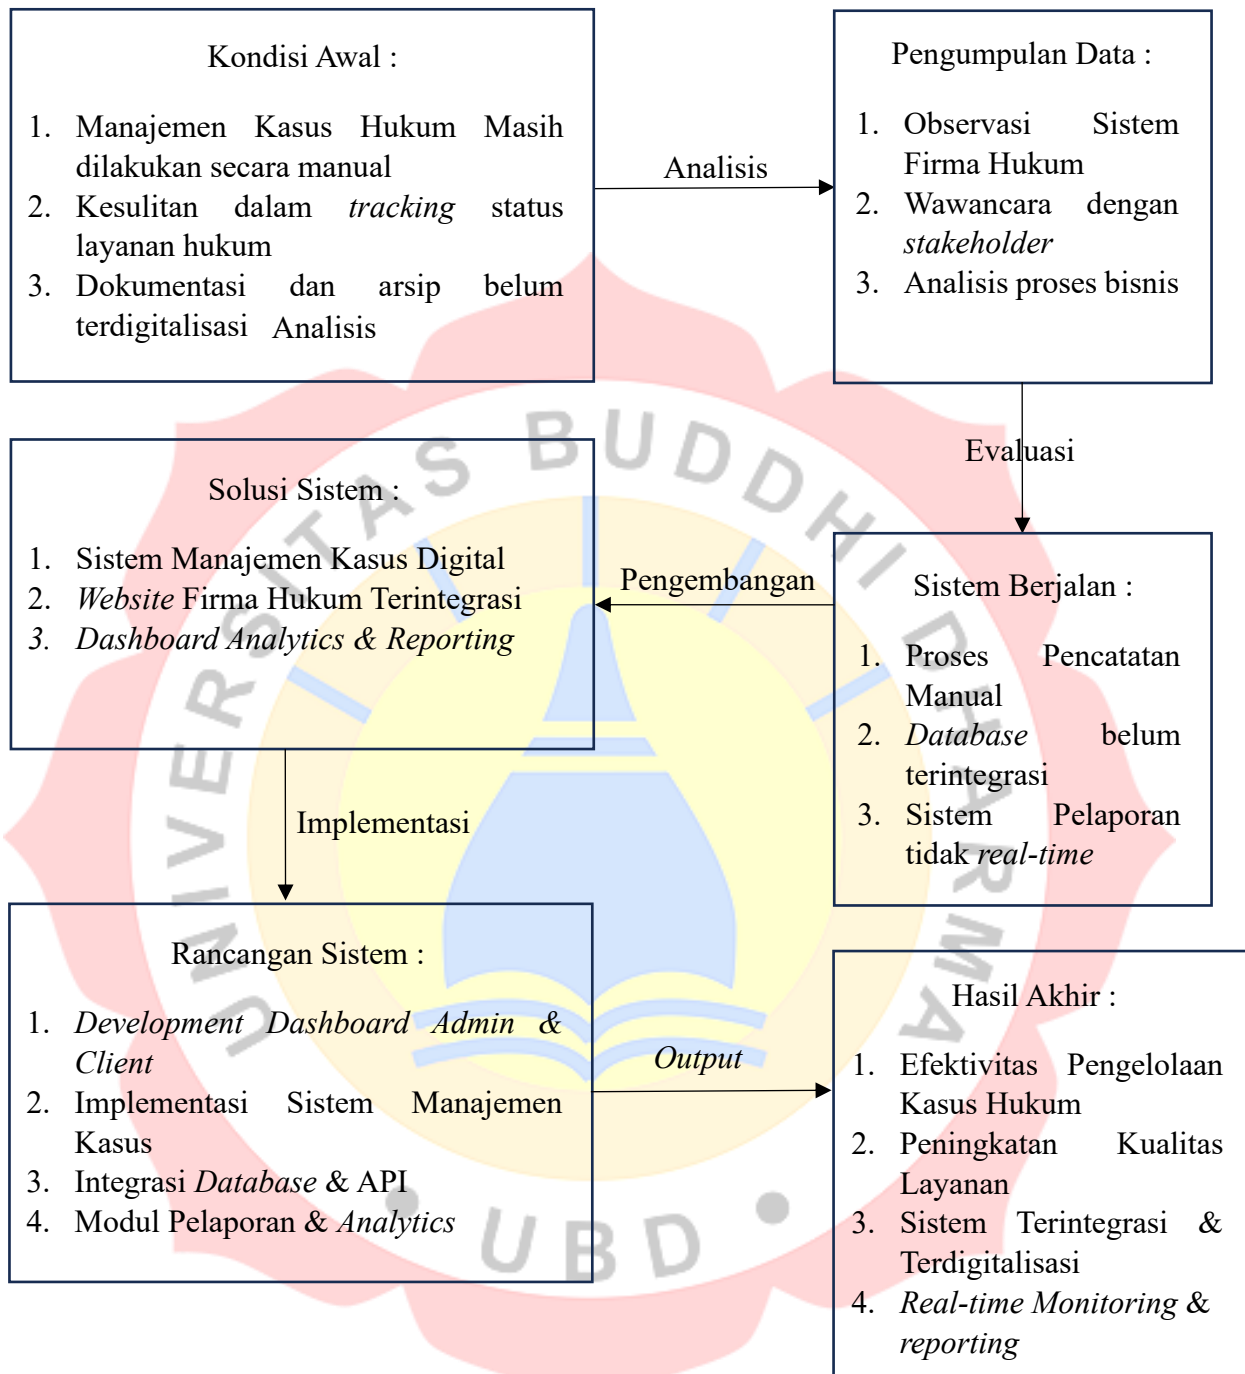 Kondisi Awal :
1. Manajemen Kasus Hukum Masih
dilakukan secara manual
2. Kesulitan dalam tracking status
layanan hukum
3. Dokumentasi dan arsip belum
terdigitalisasi Analisis
Analisis
Pengumpulan Data :
1. Observasi Sistem
Firma Hukum
2. Wawancara dengan
stakeholder
3. Analisis proses bisnis
Evaluasi
Sistem Berjalan :
1. Proses Pencatatan
Manual
2. Database belum
terintegrasi
3. Sistem Pelaporan
tidak real-time
Pengembangan
Solusi Sistem :
1. Sistem Manajemen Kasus Digital
2. Website Firma Hukum Terintegrasi
3. Dashboard Analytics & Reporting
Implementasi
Rancangan Sistem :
1. Development Dashboard Admin &
Client
2. Implementasi Sistem Manajemen
Kasus
3. Integrasi Database & API
4. Modul Pelaporan & Analytics
Output
Hasil Akhir :
1. Efektivitas Pengelolaan
Kasus Hukum
2. Peningkatan Kualitas
Layanan
3. Sistem Terintegrasi &
Terdigitalisasi
4. Real-time Monitoring &
reporting
UNIVERSITAS BUDDHI DHARMA
• UBD •